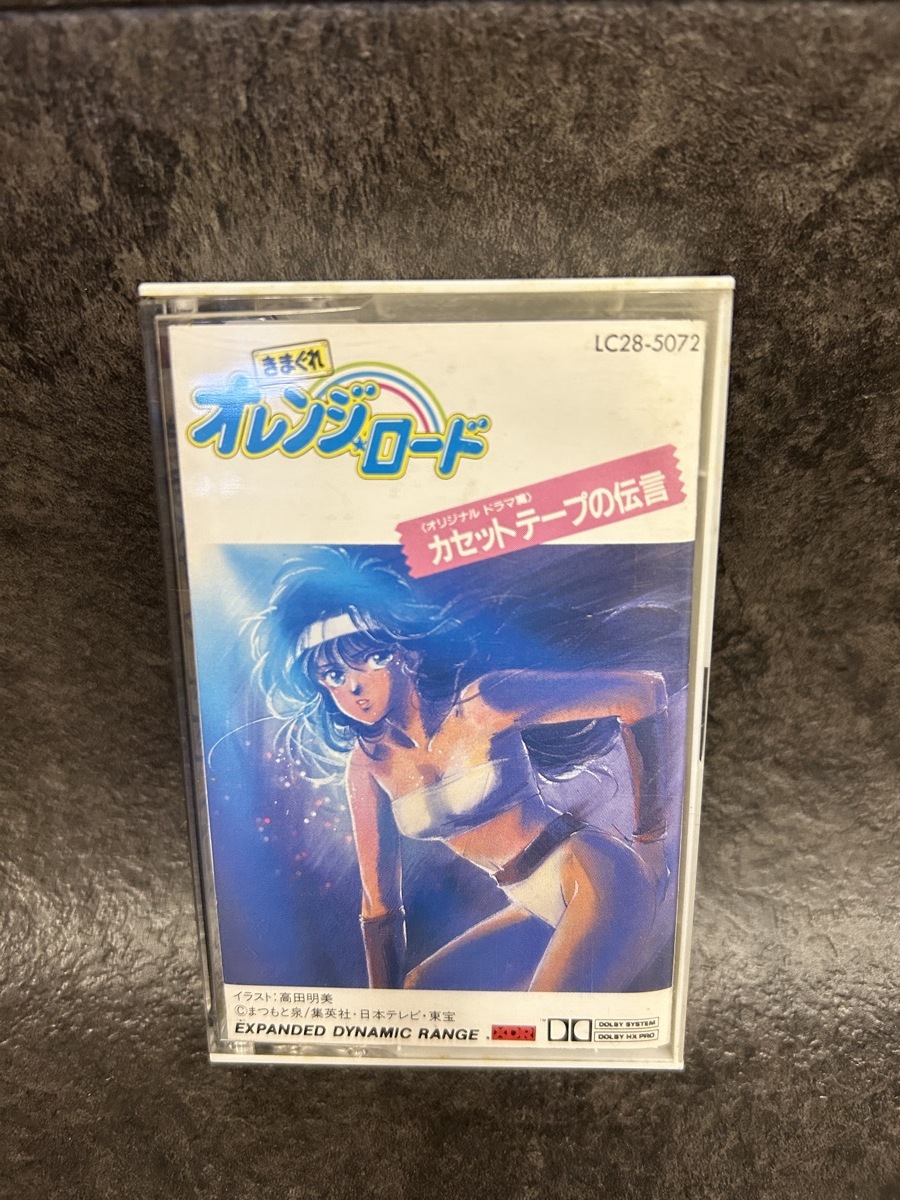 LC28-5072
きまぐれ
オレンジ★ロード
〈オリジナル ドラマ篇〉
カセットテープの伝言
イラスト：高田明美
©まつもと泉/集英社・日本テレビ・東宝
EXPANDED DYNAMIC RANGE XDR
DOLBY SYSTEM
DOLBY HX PRO